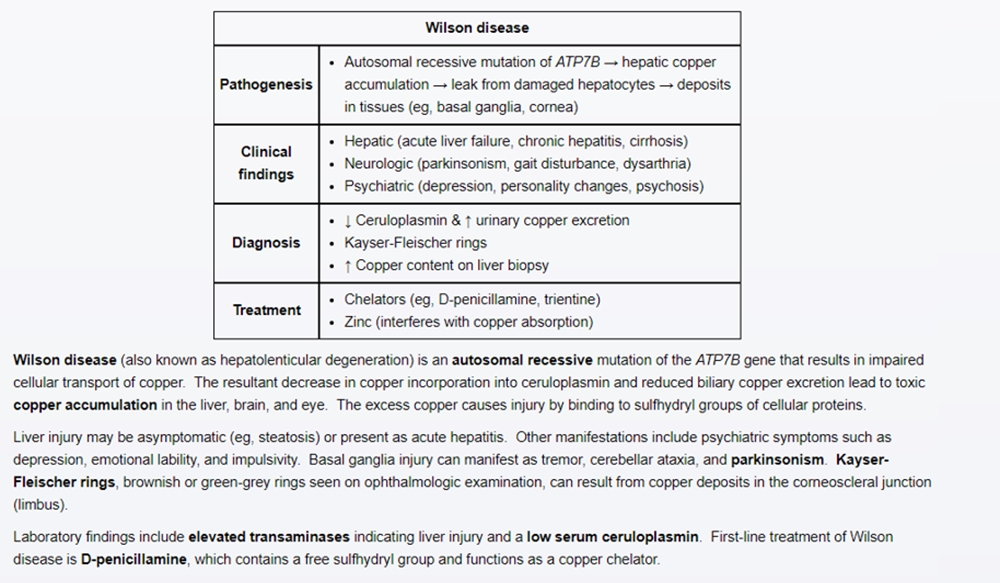 Wilson disease
Pathogenesis
• Autosomal recessive mutation of ATP7B → hepatic copper
accumulation → leak from damaged hepatocytes → deposits
in tissues (eg, basal ganglia, cornea)
Clinical
findings
• Hepatic (acute liver failure, chronic hepatitis, cirrhosis)
• Neurologic (parkinsonism, gait disturbance, dysarthria)
• Psychiatric (depression, personality changes, psychosis)
Diagnosis
• ↓ Ceruloplasmin & ↑ urinary copper excretion
• Kayser-Fleischer rings
• ↑ Copper content on liver biopsy
Treatment
• Chelators (eg, D-penicillamine, trientine)
• Zinc (interferes with copper absorption)
Wilson disease (also known as hepatolenticular degeneration) is an autosomal recessive mutation of the ATP7B gene that results in impaired
cellular transport of copper. The resultant decrease in copper incorporation into ceruloplasmin and reduced biliary copper excretion lead to toxic
copper accumulation in the liver, brain, and eye. The excess copper causes injury by binding to sulfhydryl groups of cellular proteins.
Liver injury may be asymptomatic (eg, steatosis) or present as acute hepatitis. Other manifestations include psychiatric symptoms such as
depression, emotional lability, and impulsivity. Basal ganglia injury can manifest as tremor, cerebellar ataxia, and parkinsonism. Kayser-
Fleischer rings, brownish or green-grey rings seen on ophthalmologic examination, can result from copper deposits in the corneoscleral junction
(limbus).
Laboratory findings include elevated transaminases indicating liver injury and a low serum ceruloplasmin. First-line treatment of Wilson
disease is D-penicillamine, which contains a free sulfhydryl group and functions as a copper chelator.